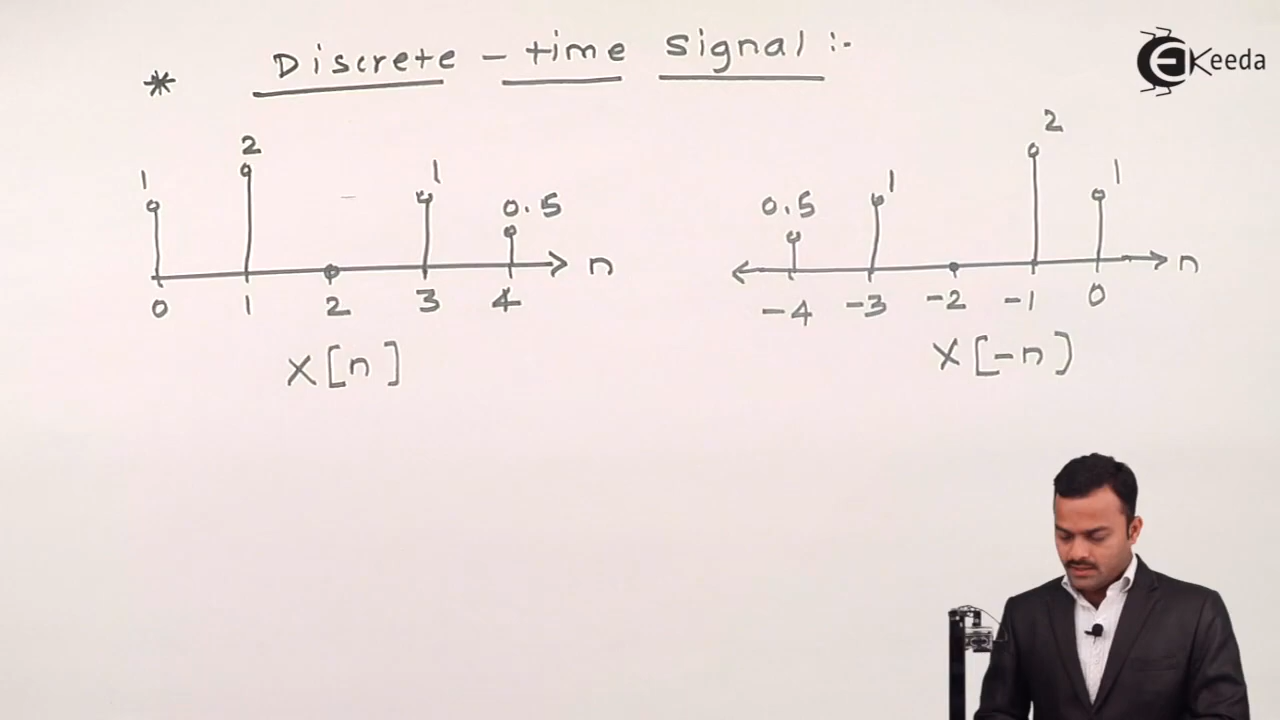 * Discrete - time signal :-
EKeeda
1 2 1 0.5
0 1 2 3 4 n
x[n]
0.5 1 2 1
-4 -3 -2 -1 0 n
x[-n]